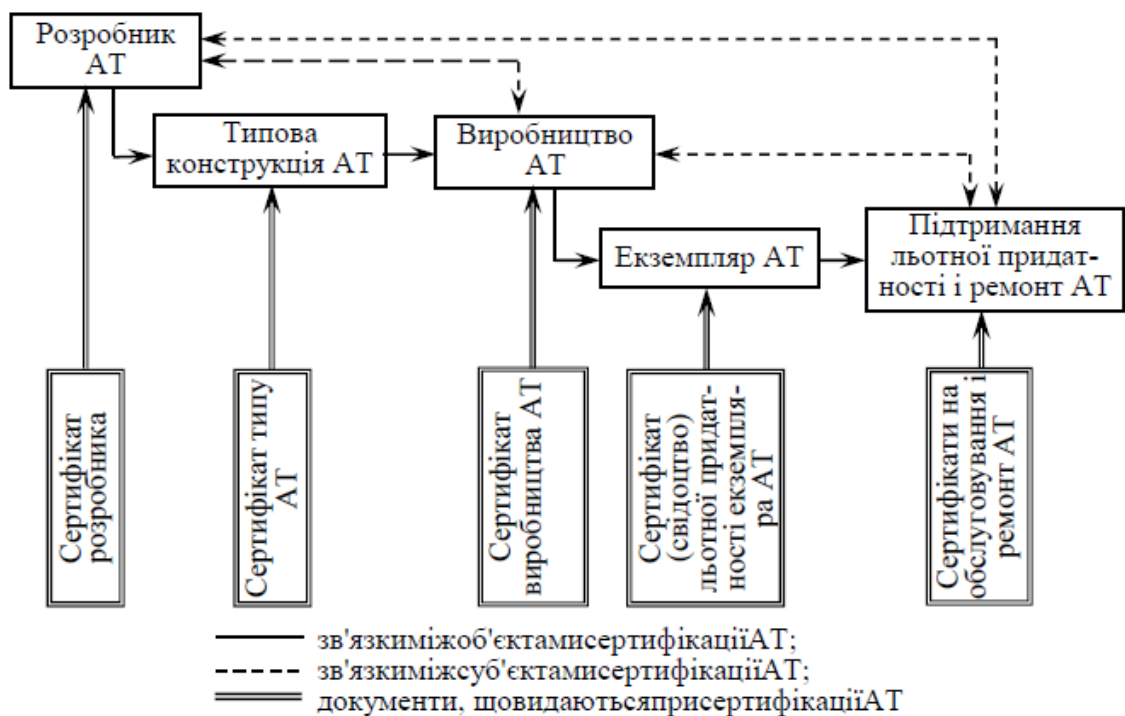 Розробник
АТ
Типова
конструкція АТ
Виробництво
АТ
Екземпляр АТ
Підтримання
льотної придат-
ності і ремонт АТ
Сертифікат
розробника
Сертифікат типу
АТ
Сертифікат
виробництва АТ
Сертифікат
(свідоцтво)
льотної придат-
ності екземпля-
ра АТ
Сертифікати на
обслуговування і
ремонт АТ
зв'язкиміжоб'єктамисертифікаціїАТ;
зв'язкиміжсуб'єктамисертифікаціїАТ;
документи, щовидаютьсяприсертифікаціїАТ